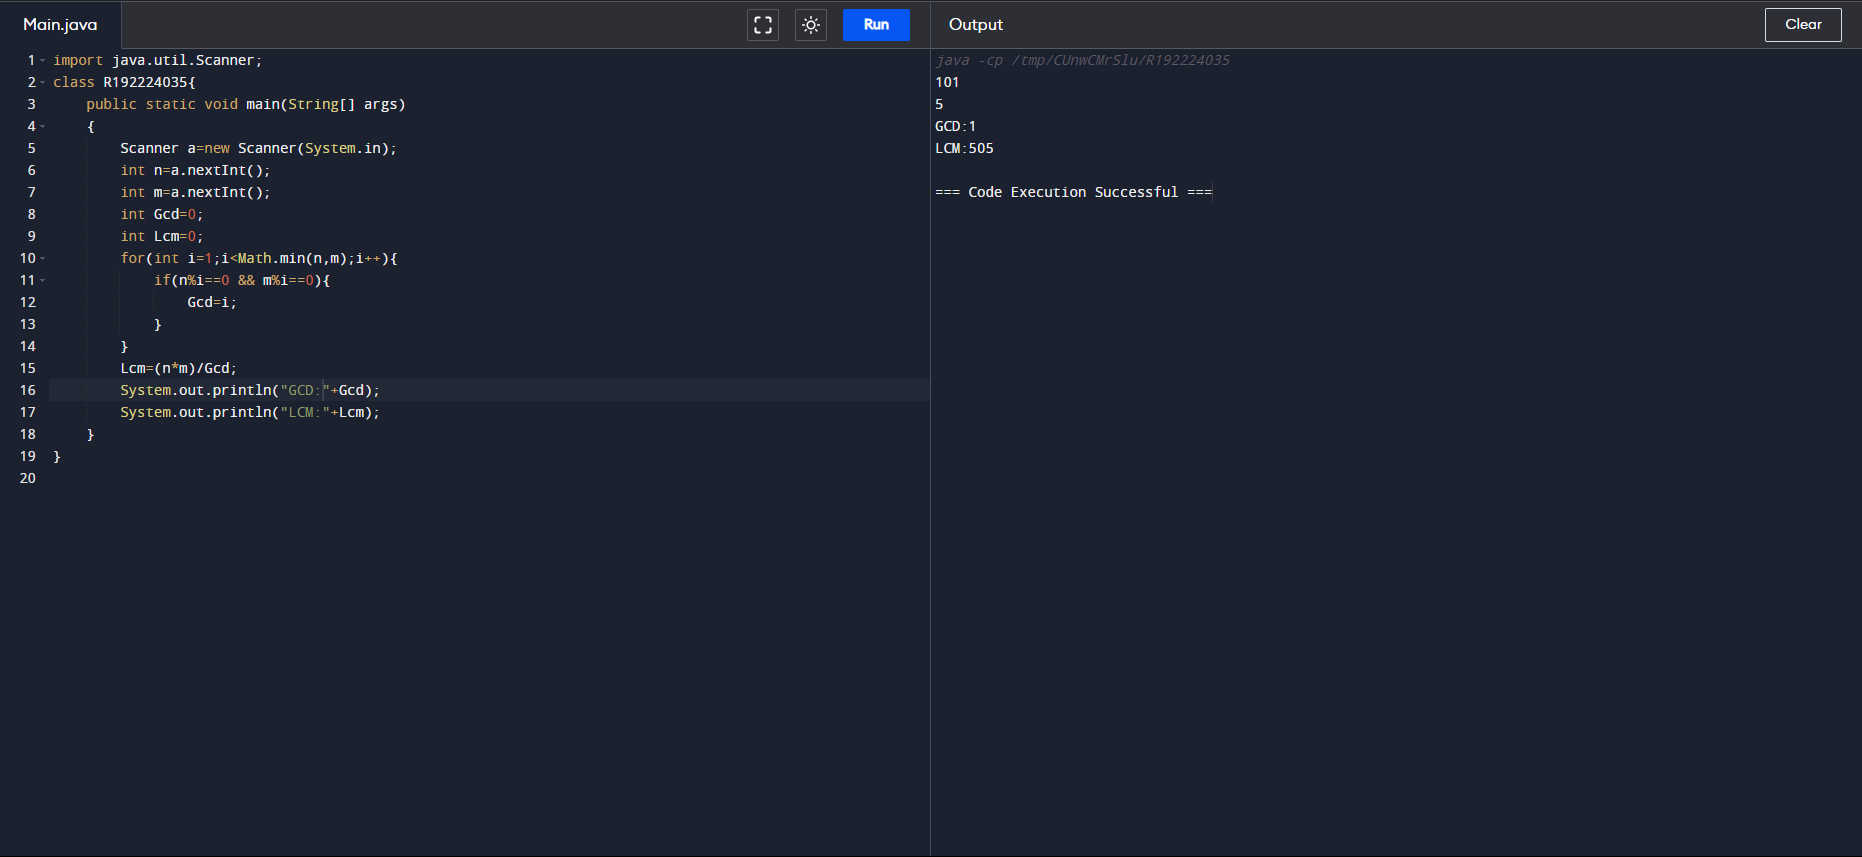 Main.java
Run
Output
Clear
1 import java.util.Scanner;
2 class R192224035{
3     public static void main(String[] args)
4     {
5         Scanner a=new Scanner(System.in);
6         int n=a.nextInt();
7         int m=a.nextInt();
8         int Gcd=0;
9         int Lcm=0;
10         for(int i=1;i<Math.min(n,m);i++){
11             if(n%i==0 && m%i==0){
12                 Gcd=i;
13             }
14         }
15         Lcm=(n*m)/Gcd;
16         System.out.println("GCD:"+Gcd);
17         System.out.println("LCM:"+Lcm);
18     }
19 }
20
java -cp /tmp/CUnwCMrSlu/R192224035
101
5
GCD:1
LCM:505
=== Code Execution Successful ===